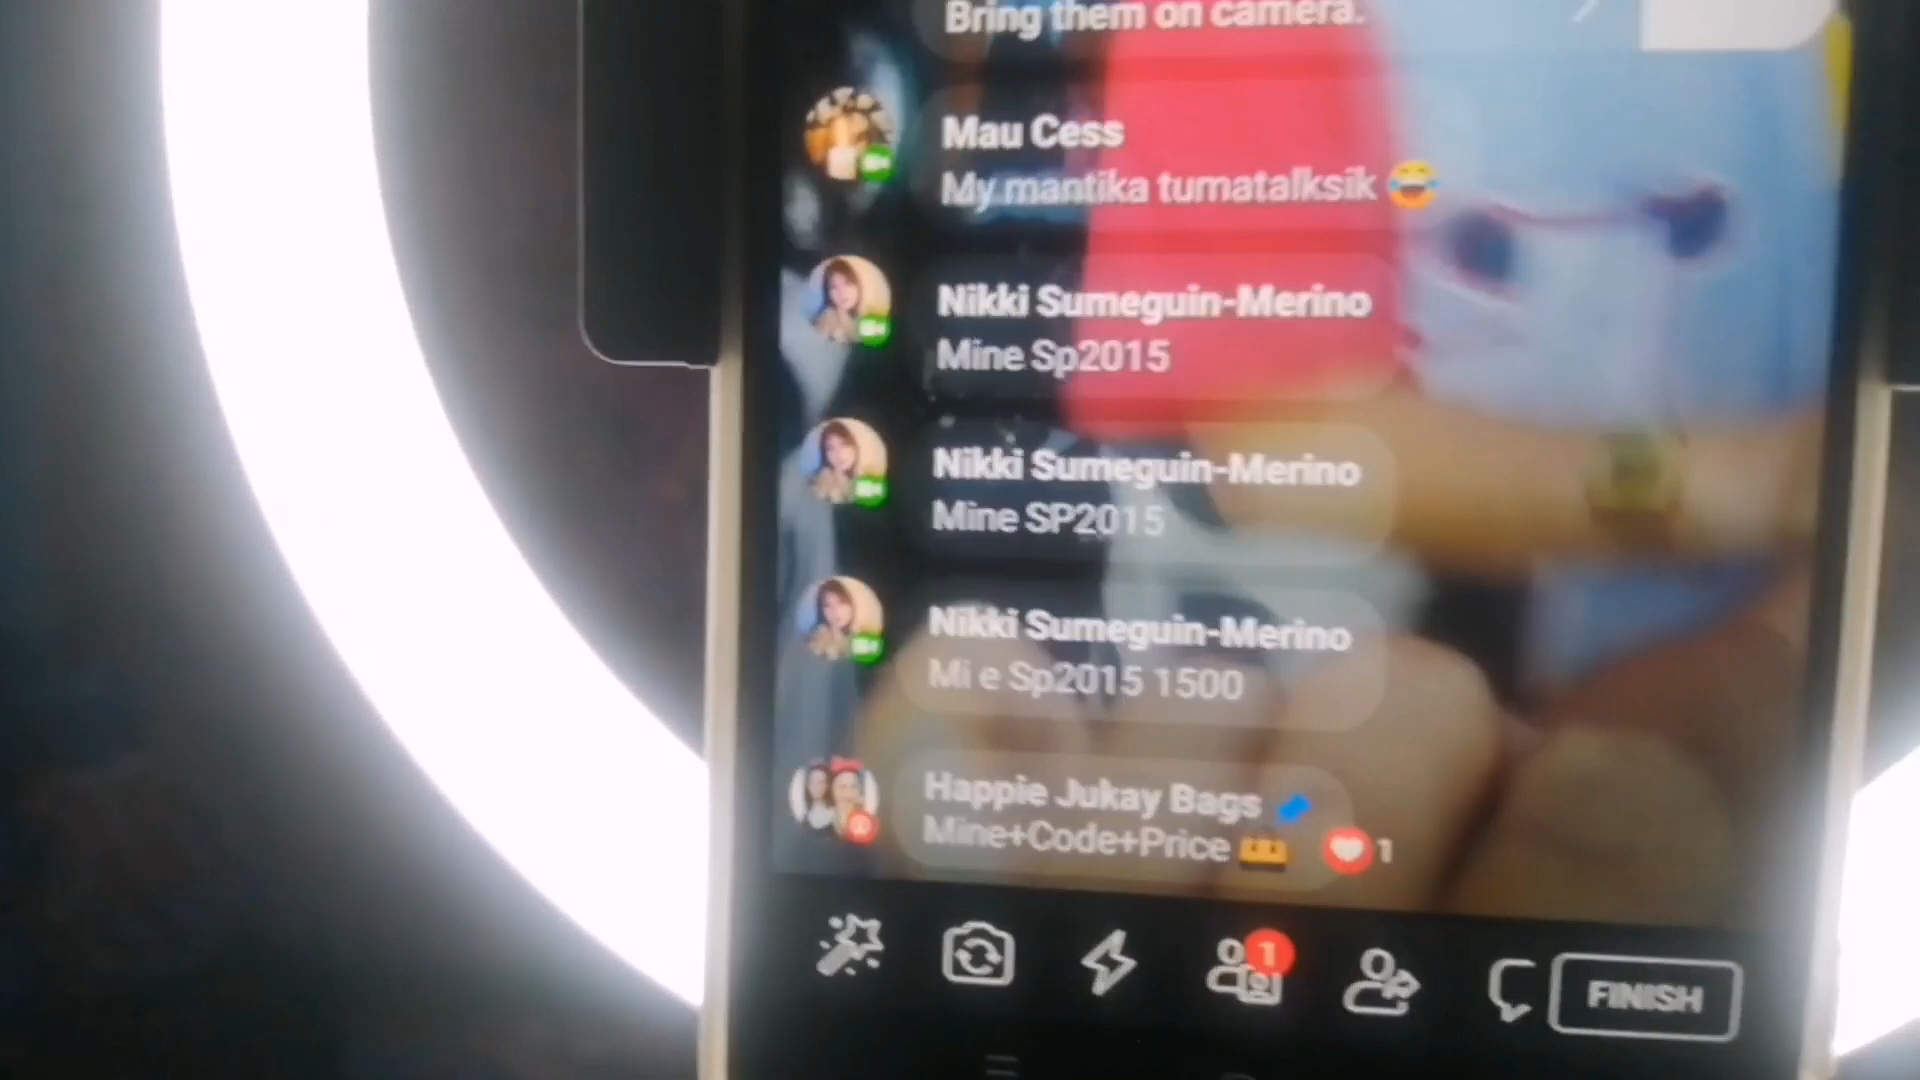 Bring them on camera.
Mau Cess
My mantika tumatalksik 😂
Nikki Sumeguin-Merino
Mine Sp2015
Nikki Sumeguin-Merino
Mine SP2015
Nikki Sumeguin-Merino
Mi e Sp2015 1500
Happie Jukay Bags
Mine+Code+Price
1
1
FINISH